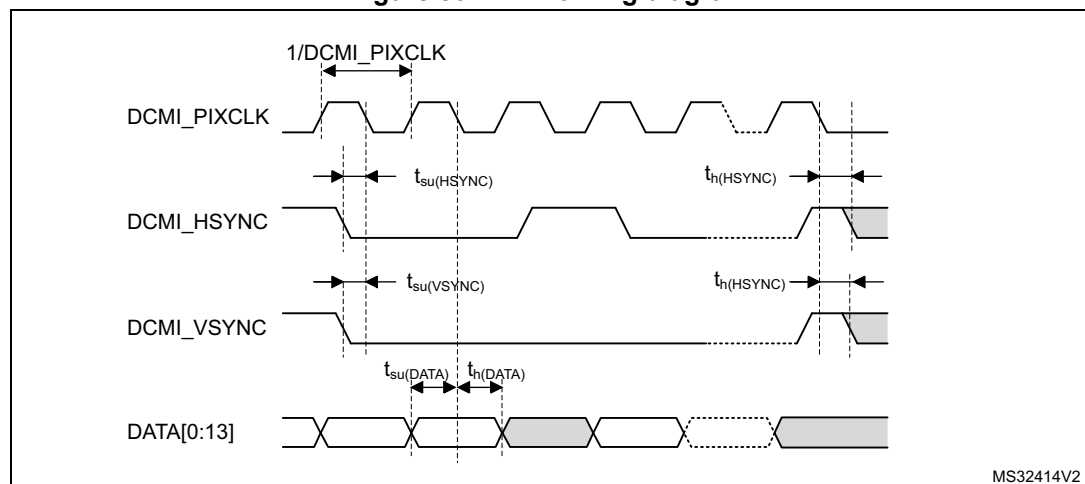 1/DCMI_PIXCLK
DCMI_PIXCLK
tsu(HSYNC)
th(HSYNC)
DCMI_HSYNC
tsu(VSYNC)
th(HSYNC)
DCMI_VSYNC
tsu(DATA) th(DATA)
DATA[0:13]
MS32414V2